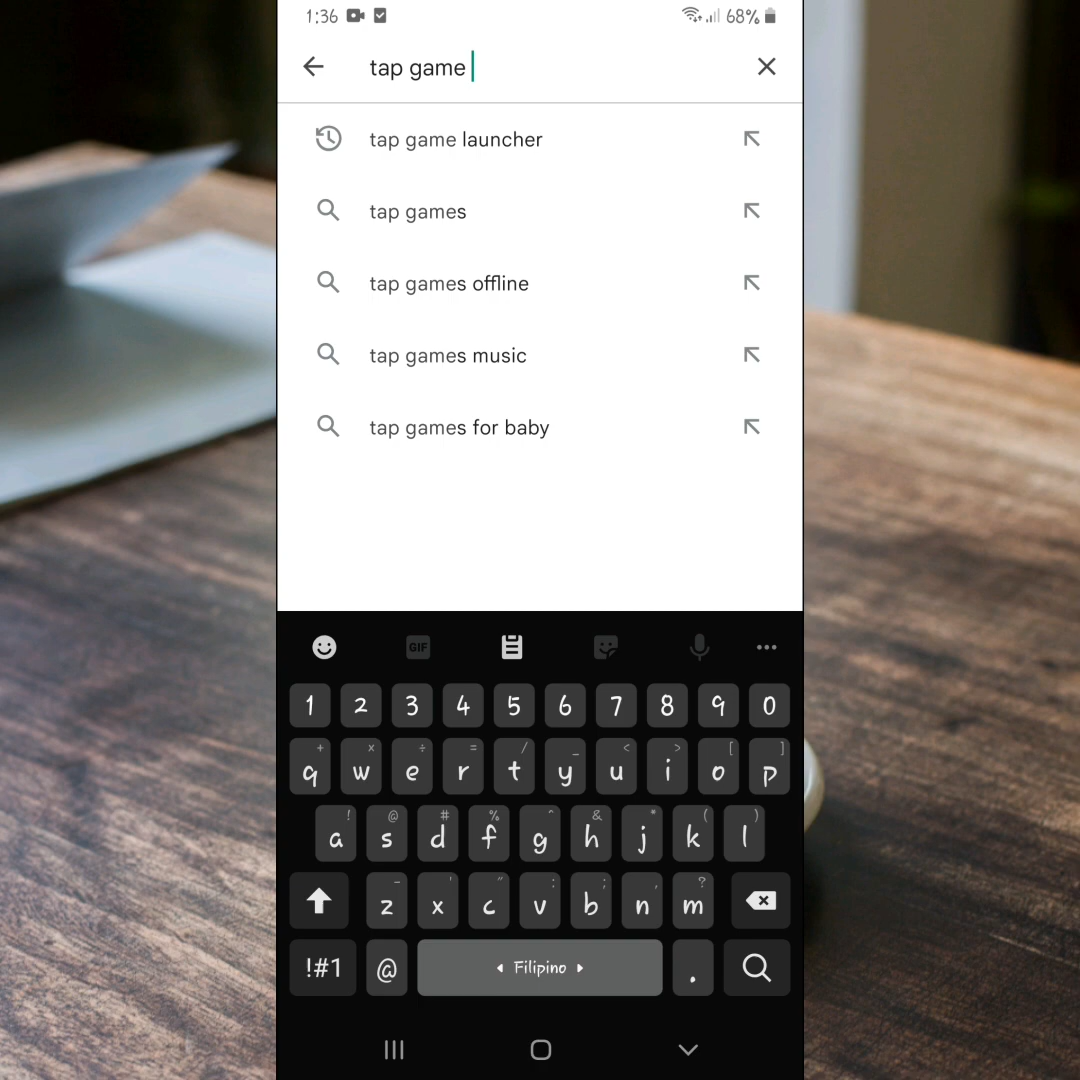 1:36 68%
tap game
tap game launcher
tap games
tap games offline
tap games music
tap games for baby
GIF
1 2 3 4 5 6 7 8 9 0
+ × ÷ = / _ < > [ ]
q w e r t y u i o p
! @ # % ^ & * ( )
a s d f g h j k l
- ' " : ; , ?
z x c v b n m
!#1 @ Filipino .